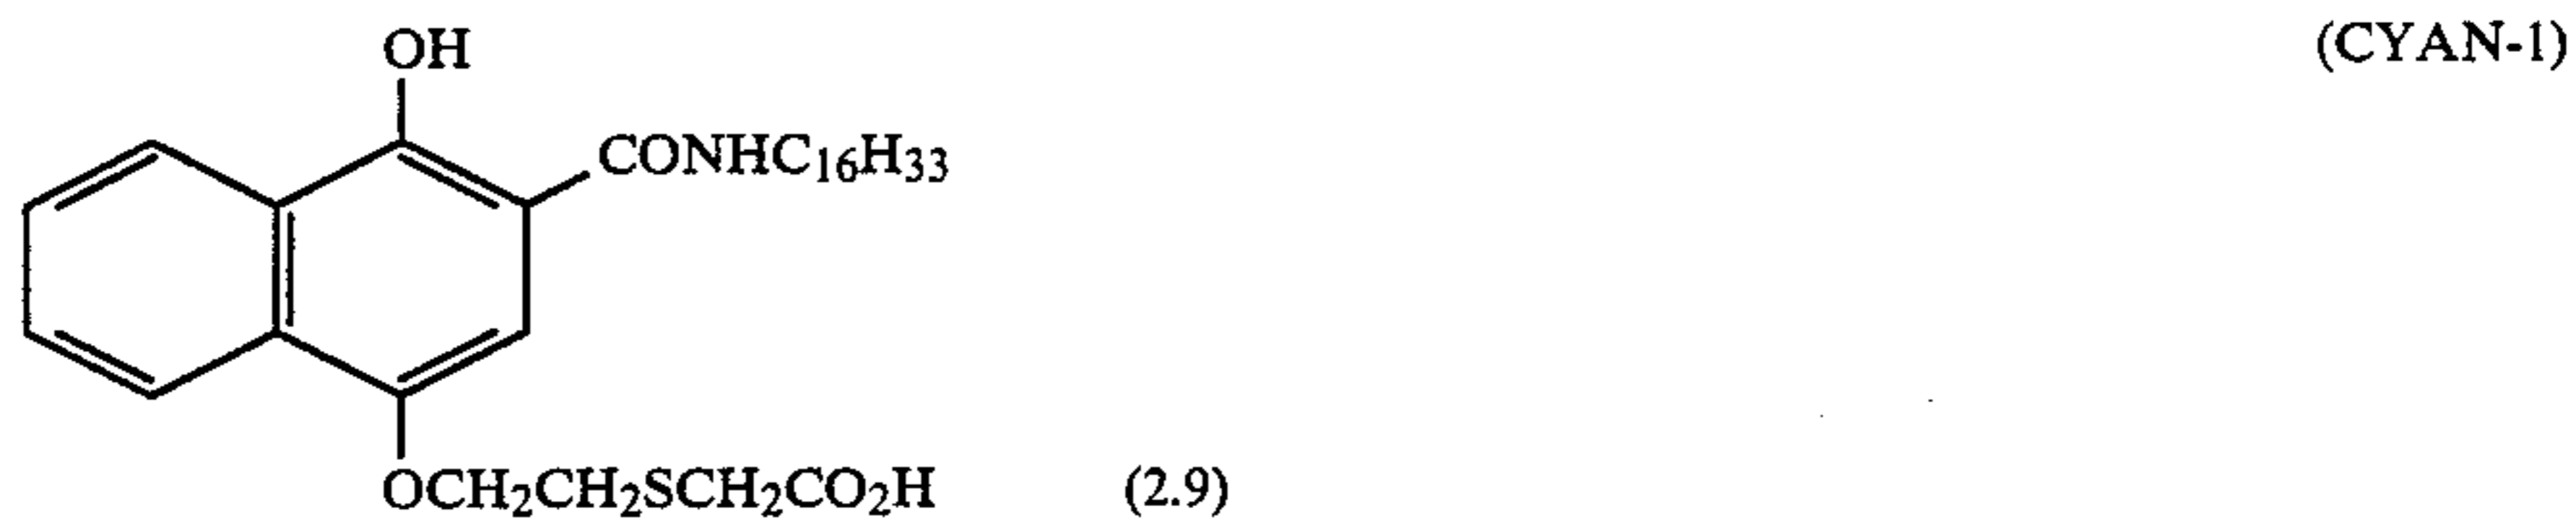 OH (CYAN-1)
CONHC₁₆H₃₃
OCH₂CH₂SCH₂CO₂H (2.9)